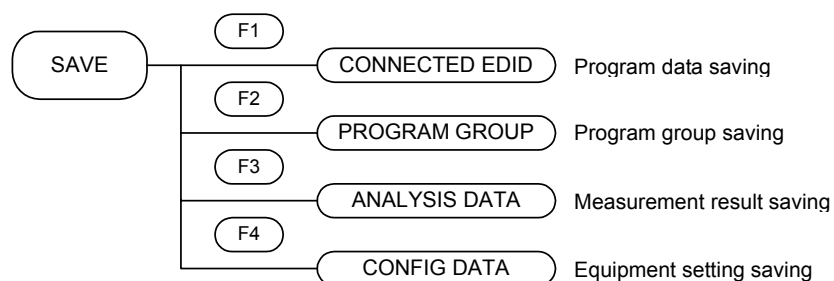 F1
SAVE
CONNECTED EDID
Program data saving
F2
PROGRAM GROUP
Program group saving
F3
ANALYSIS DATA
Measurement result saving
F4
CONFIG DATA
Equipment setting saving